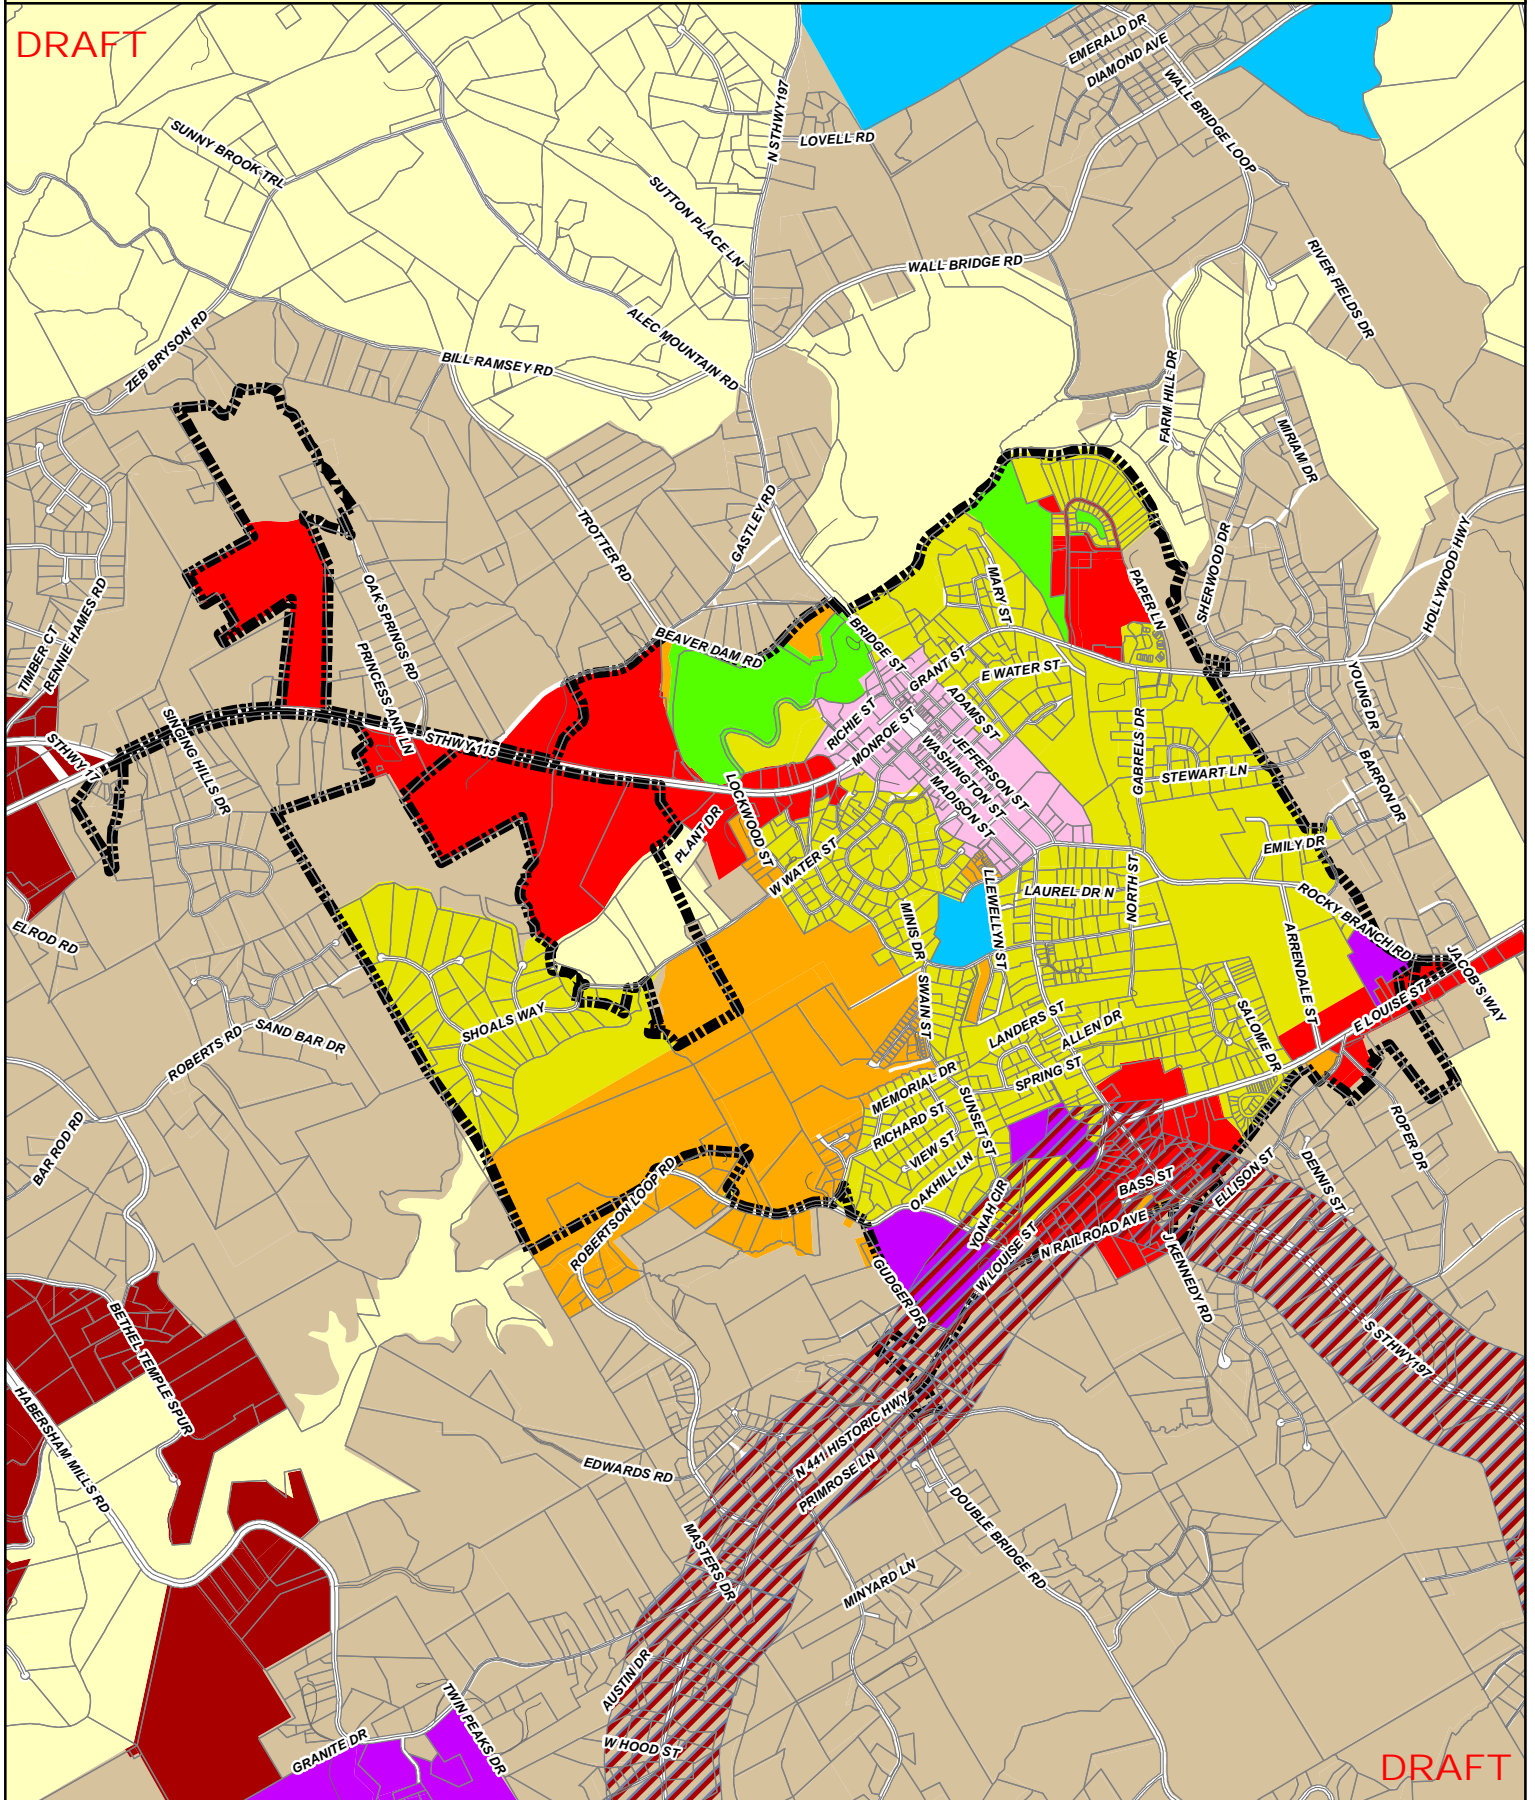 DRAFT
EMERALD DR
DIAMOND AVE
WALL BRIDGE LOOP
N STHWY197
LOVELL RD
SUNNY BROOK TRL
SUTTON PLACE LN
WALL BRIDGE RD
RIVER FIELDS DR
ZEB BRYSON RD
ALEC MOUNTAIN RD
BILL RAMSEY RD
FARM HILL DR
MIRIAM DR
GASTLEY RD
TROTTER RD
SHERWOOD DR
HOLLYWOOD HWY
MARY ST
PAPER LN
OAK SPRINGS RD
TIMBER CT
RENNIE HAMES RD
PRINCESS ANN LN
BEAVER DAM RD
BRIDGE ST
GRANT ST
E WATER ST
YOUNG DR
ADAMS ST
RICHIE ST
MONROE ST
SINGING HILLS DR
STHWY 17
STHWY115
WASHINGTON ST
JEFFERSON ST
MADISON ST
GABRELS DR
STEWART LN
BARRON DR
LOCKWOOD ST
PLANT DR
W WATER ST
EMILY DR
LLEWELLYN ST
LAUREL DR N
NORTH ST
ROCKY BRANCH RD
ELROD RD
MINIS DR
ARRENDALE ST
JACOB'S WAY
SWAIN ST
E LOUISE ST
SALOME DR
SHOALS WAY
SAND BAR DR
ROBERTS RD
LANDERS ST
ALLEN DR
SPRING ST
MEMORIAL DR
SUNSET ST
RICHARD ST
VIEW ST
OAKHILL LN
BAR ROD RD
ROPER DR
DENNIS ST
ELLISON ST
BASS ST
YONAH CIR
W LOUISE ST
N RAILROAD AVE
J KENNEDY RD
ROBERTSON LOOP RD
GUDGER DR
S STHWY197
BETHEL TEMPLE SPUR
HABERSHAM MILLS RD
N 441 HISTORIC HWY
PRIMROSE LN
EDWARDS RD
DOUBLE BRIDGE RD
MASTERS DR
MINYARD LN
AUSTIN DR
TWIN PEAKS DR
GRANITE DR
W HOOD ST
DRAFT